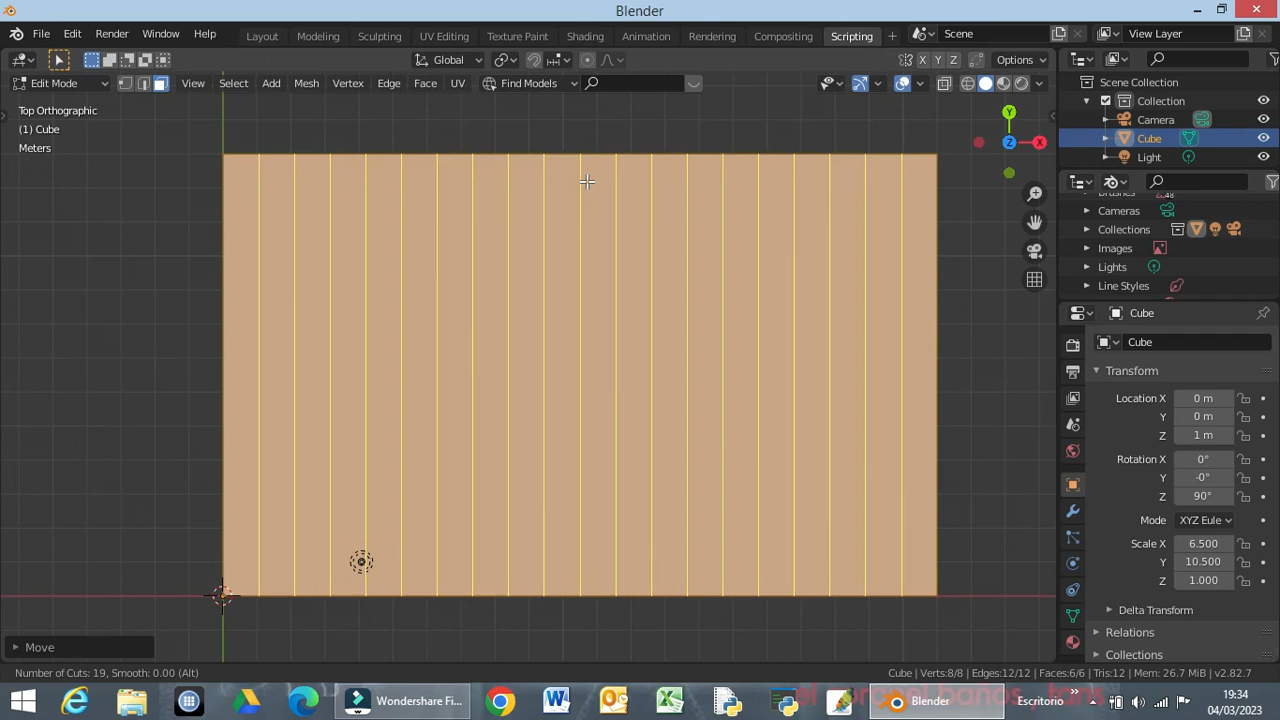 Blender
File Edit Render Window Help Layout Modeling Sculpting UV Editing Texture Paint Shading Animation Rendering Compositing Scripting + Scene View Layer
Global X Y Z Options
Edit Mode View Select Add Mesh Vertex Edge Face UV Find Models
Top Orthographic
(1) Cube
Meters
Y
Z X
Scene Collection
Collection
Camera
Cube
Light
Cameras
Collections
Images
Lights
Line Styles
Cube
Cube
Transform
Location X 0 m
Y 0 m
Z 1 m
Rotation X 0°
Y -0°
Z 90°
Mode XYZ Eule
Scale X 6.500
Y 10.500
Z 1.000
Delta Transform
Relations
Collections
Move
Number of Cuts: 19, Smooth: 0.00 (Alt) Cube | Verts:8/8 | Edges:12/12 | Faces:6/6 | Tris:12 | Mem: 26.7 MiB | v2.82.7
Wondershare Fi... Blender Escritorio
19:34
04/03/2023